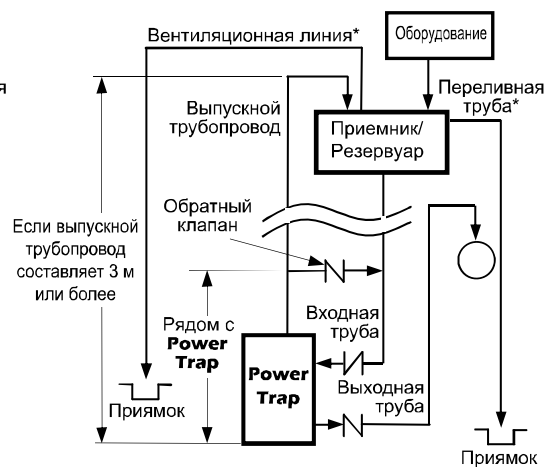 Вентиляционная линия*
Оборудование
я
Выпускной
трубопровод
Переливная
труба*
Приемник/
Резервуар
Обратный
клапан
Если выпускной
трубопровод
составляет 3 м
или более
Рядом с
Power
Trap
Входная
труба
Power
Trap
Выходная
труба
Приямок
Приямок